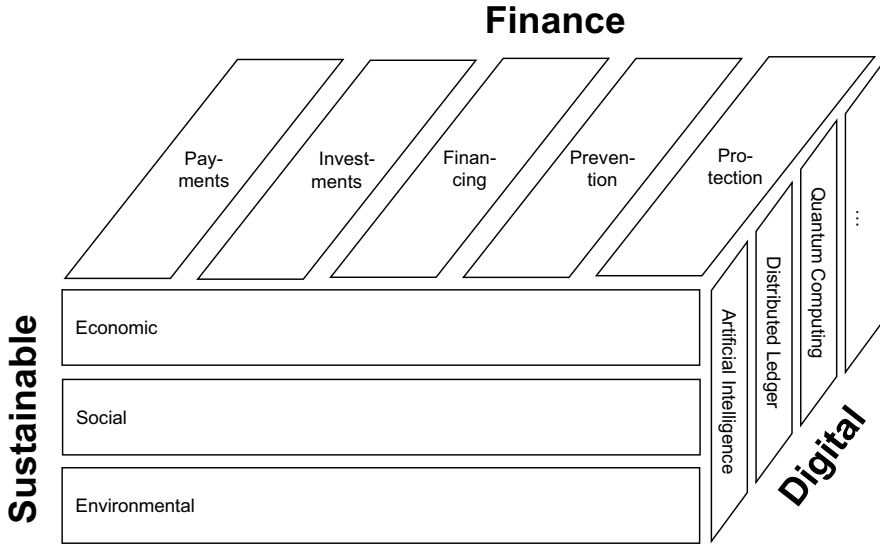 Finance
Pay-
ments
Invest-
ments
Finan-
cing
Preven-
tion
Pro-
tection
Sustainable
Economic
Social
Environmental
Artificial Intelligence
Distributed Ledger
Quantum Computing
...
Digital